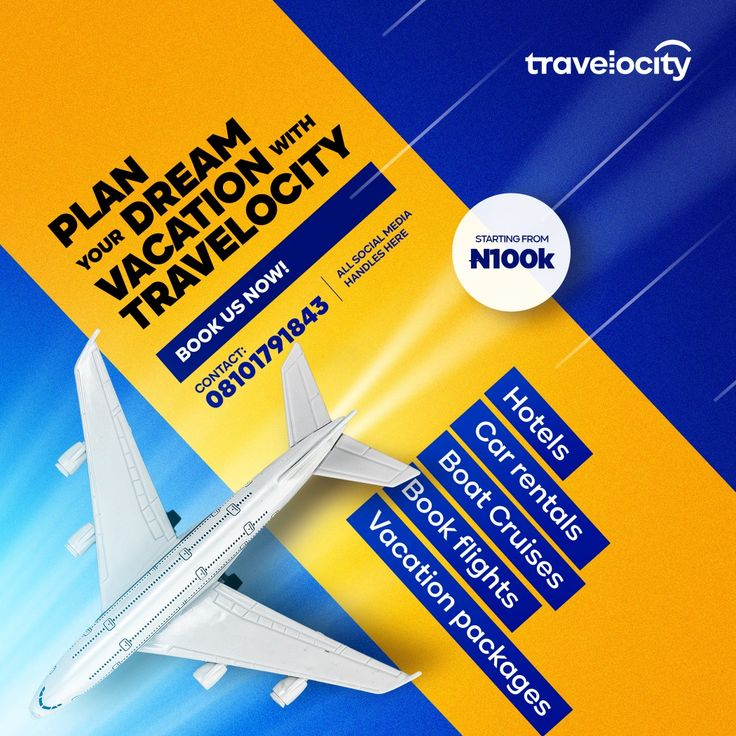 travelocity
PLAN
YOUR DREAM
VACATION WITH
TRAVELOCITY
BOOK US NOW!
CONTACT:
08101791843
ALL SOCIAL MEDIA
HANDLES HERE
STARTING FROM
₦100k
Hotels
Car rentals
Boat Cruises
Book flights
Vacation packages